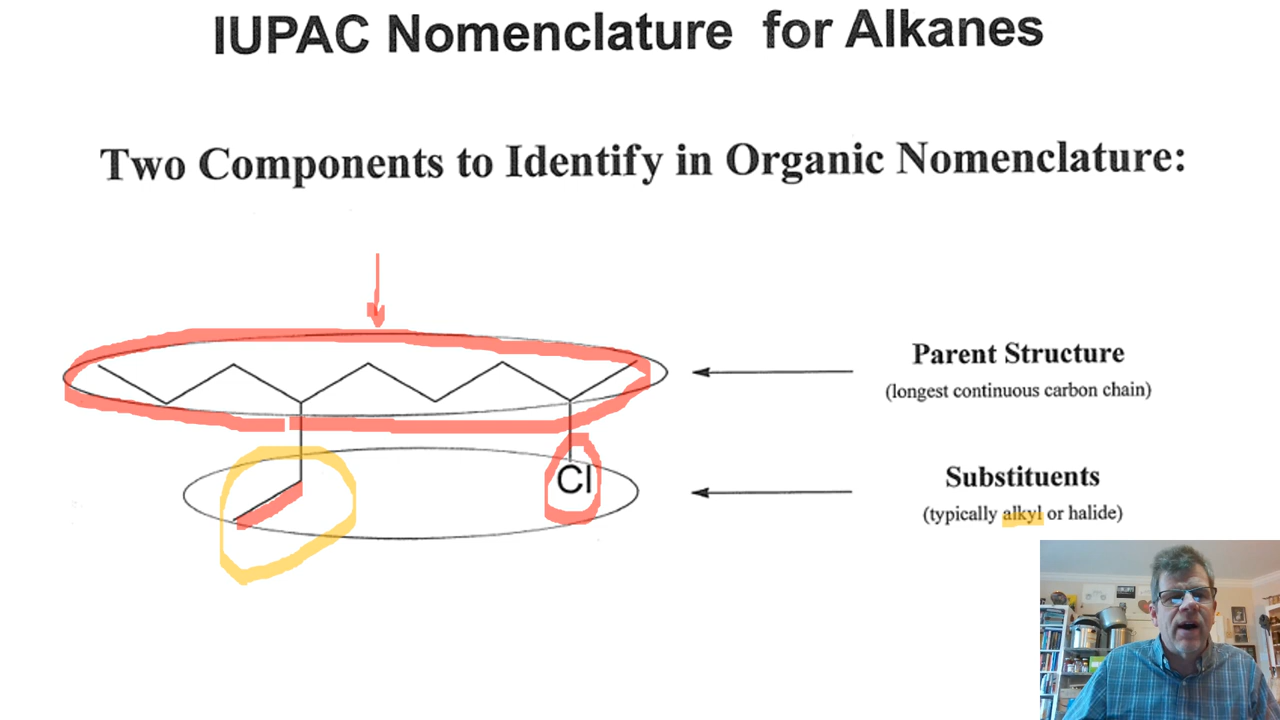 IUPAC Nomenclature for Alkanes
Two Components to Identify in Organic Nomenclature:
Parent Structure
(longest continuous carbon chain)
Cl
Substituents
(typically alkyl or halide)